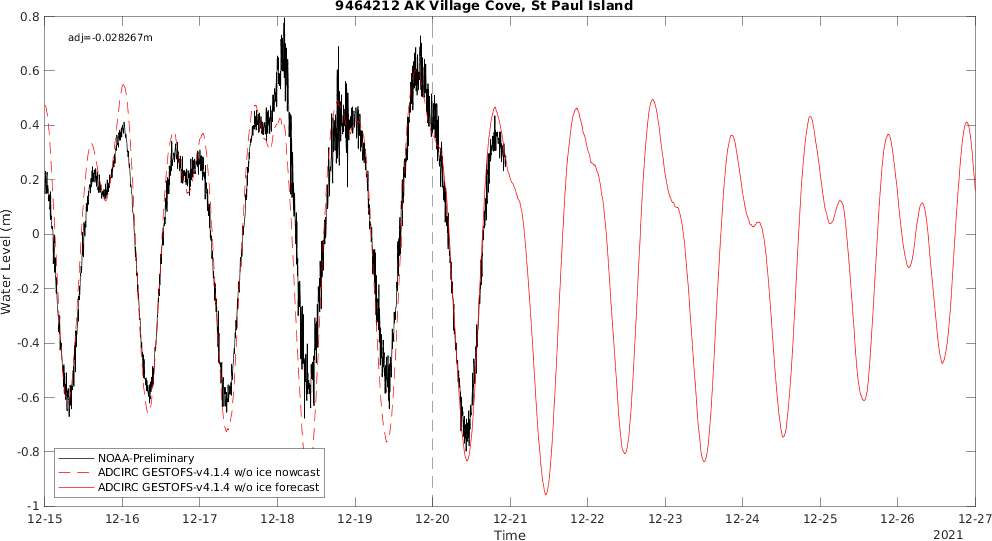 9464212 AK Village Cove, St Paul Island
adj=-0.028267m
0.8
0.6
0.4
0.2
0
-0.2
-0.4
-0.6
-0.8
-1
Water Level (m)
NOAA-Preliminary
ADCIRC GESTOFS-v4.1.4 w/o ice nowcast
ADCIRC GESTOFS-v4.1.4 w/o ice forecast
12-15 12-16 12-17 12-18 12-19 12-20 12-21 12-22 12-23 12-24 12-25 12-26 12-27
Time
2021